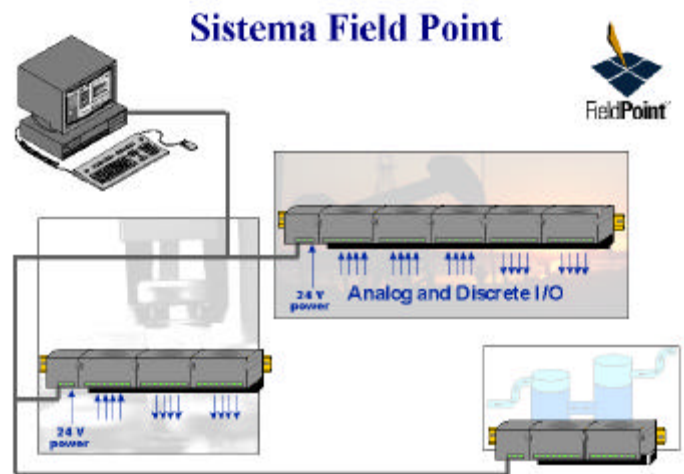 Sistema Field Point
FieldPoint
24 V
power
Analog and Discrete I/O
24 V
power